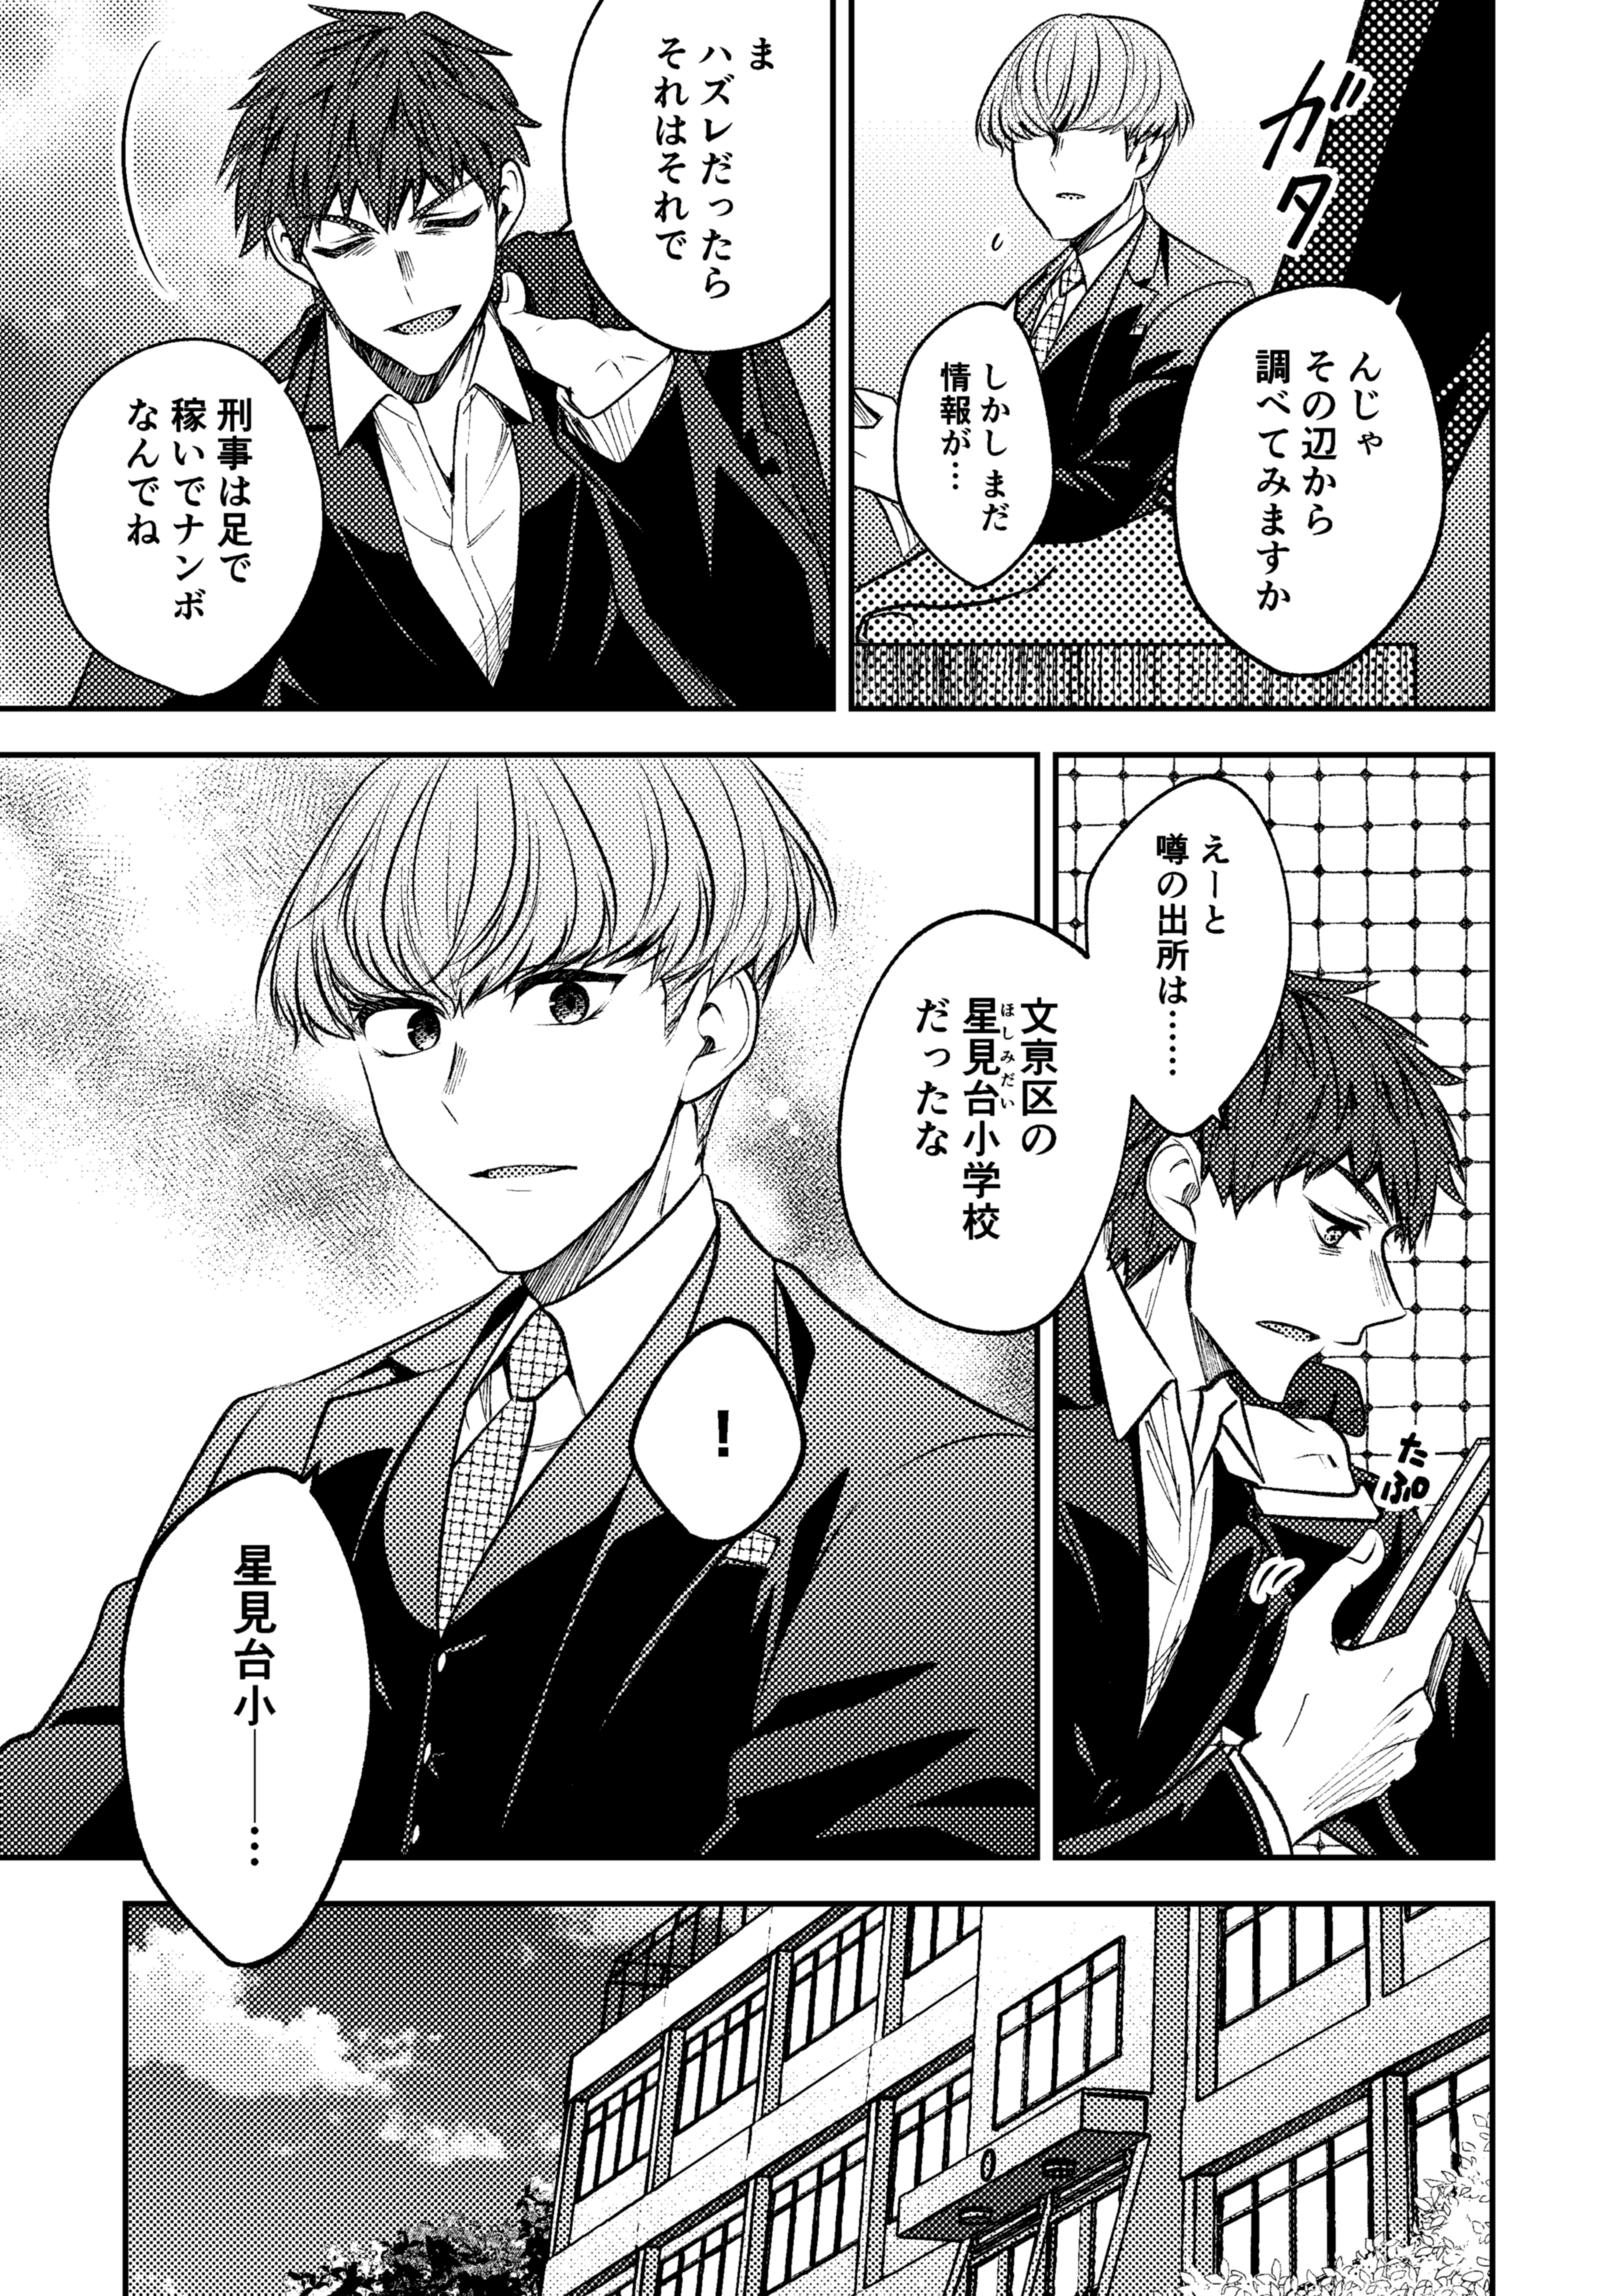 ガタ
んじゃ
その辺から
調べてみますか
しかし まだ
情報が…
ま
ハズレだったら
それはそれで
刑事は足で
稼いでナンボ
なんでね
えーと
噂の出所は……
たぷ
文京区の
星見台小学校
ほしみだい
だったな
！
星見台小――…